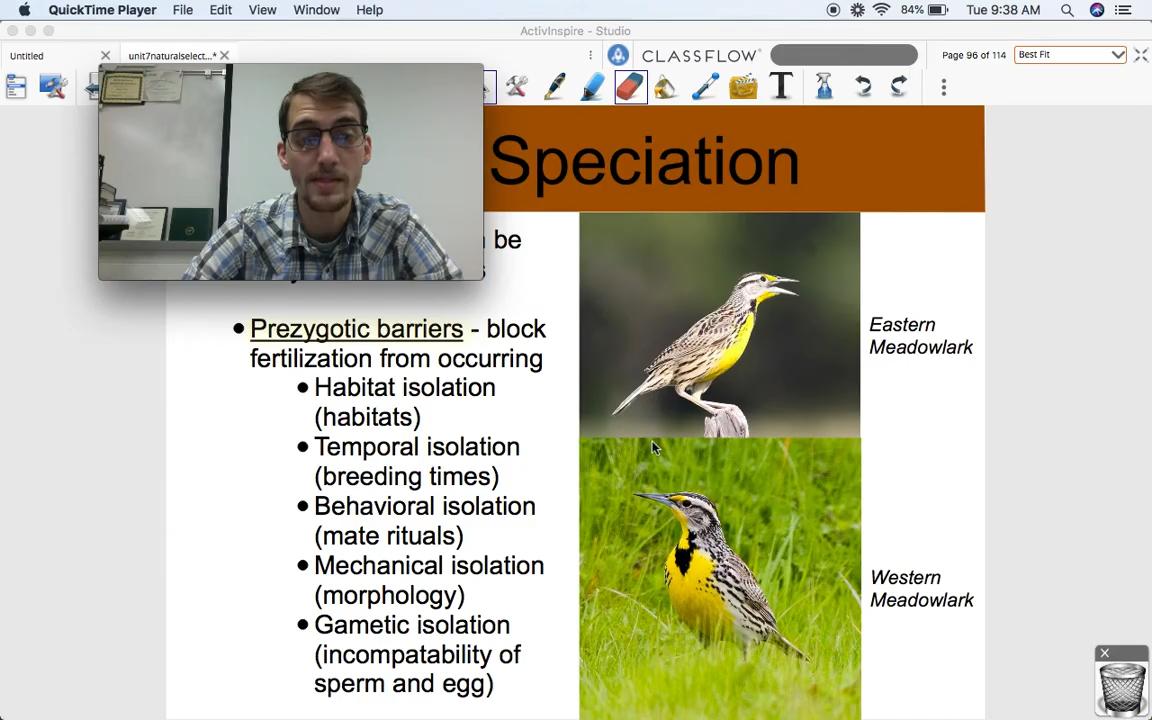 QuickTime Player File Edit View Window Help 84% Tue 9:38 AM
ActivInspire - Studio
Untitled unit7naturalselect...* CLASSFLOW Page 96 of 114 Best Fit
Speciation
be
Prezygotic barriers - block
fertilization from occurring
Habitat isolation
(habitats)
Temporal isolation
(breeding times)
Behavioral isolation
(mate rituals)
Mechanical isolation
(morphology)
Gametic isolation
(incompatability of
sperm and egg)
Eastern
Meadowlark
Western
Meadowlark